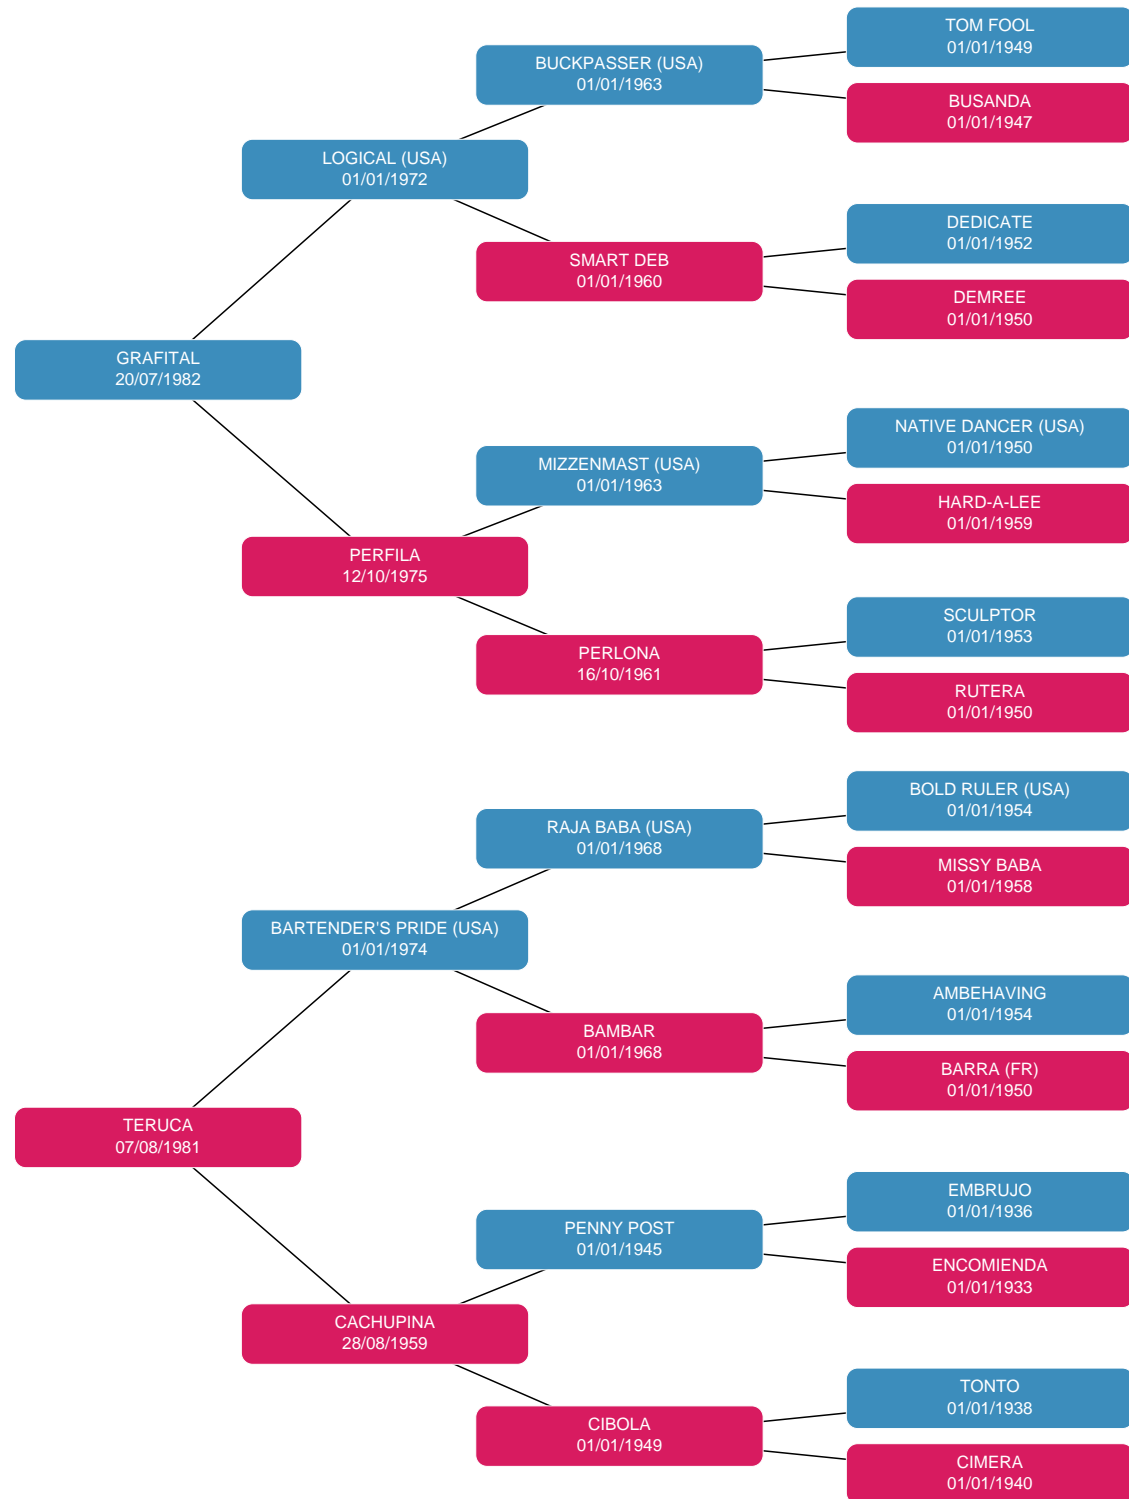 TOM FOOL
01/01/1949
BUCKPASSER (USA)
01/01/1963
BUSANDA
01/01/1947
LOGICAL (USA)
01/01/1972
DEDICATE
01/01/1952
SMART DEB
01/01/1960
DEMREE
01/01/1950
GRAFITAL
20/07/1982
NATIVE DANCER (USA)
01/01/1950
MIZZENMAST (USA)
01/01/1963
HARD-A-LEE
01/01/1959
PERFILA
12/10/1975
SCULPTOR
01/01/1953
PERLONA
16/10/1961
RUTERA
01/01/1950
BOLD RULER (USA)
01/01/1954
RAJA BABA (USA)
01/01/1968
MISSY BABA
01/01/1958
BARTENDER'S PRIDE (USA)
01/01/1974
AMBEHAVING
01/01/1954
BAMBAR
01/01/1968
BARRA (FR)
01/01/1950
TERUCA
07/08/1981
EMBRUJO
01/01/1936
PENNY POST
01/01/1945
ENCOMIENDA
01/01/1933
CACHUPINA
28/08/1959
TONTO
01/01/1938
CIBOLA
01/01/1949
CIMERA
01/01/1940